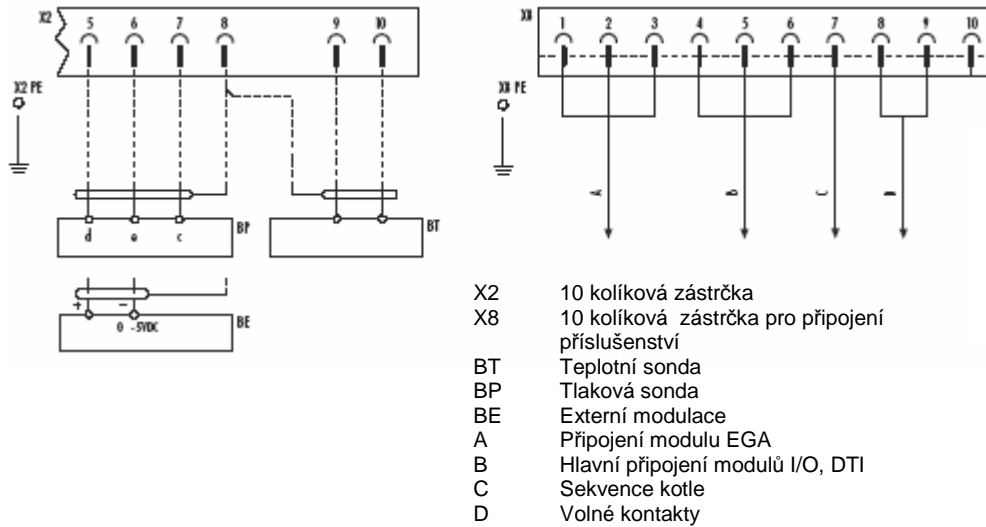 X2 5 6 7 8 9 10
X8 1 2 3 4 5 6 7 8 9 10
X2 PE
X8 PE
A B C D
d e c BP
BT
+ -
0 -5VDC BE
X2 10 kolíková zástrčka
X8 10 kolíková zástrčka pro připojení
příslušenství
BT Teplotní sonda
BP Tlaková sonda
BE Externí modulace
A Připojení modulu EGA
B Hlavní připojení modulů I/O, DTI
C Sekvence kotle
D Volné kontakty